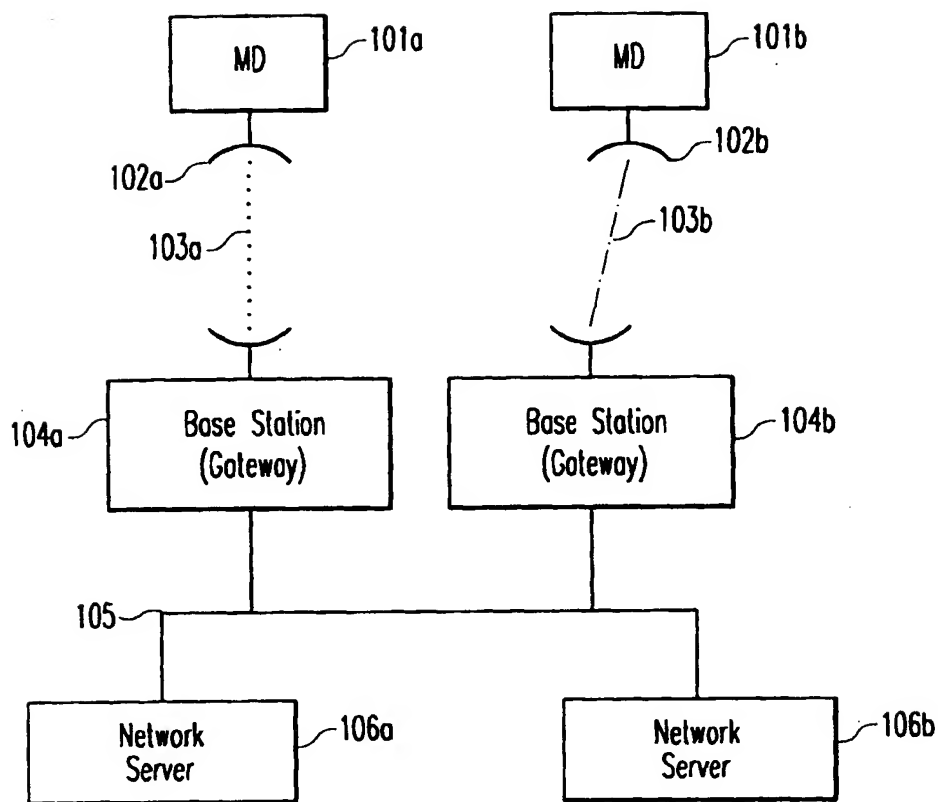 MD
101a
MD
101b
102a
102b
103a
103b
104a
Base Station
(Gateway)
Base Station
(Gateway)
104b
105
Network
Server
106a
Network
Server
106b